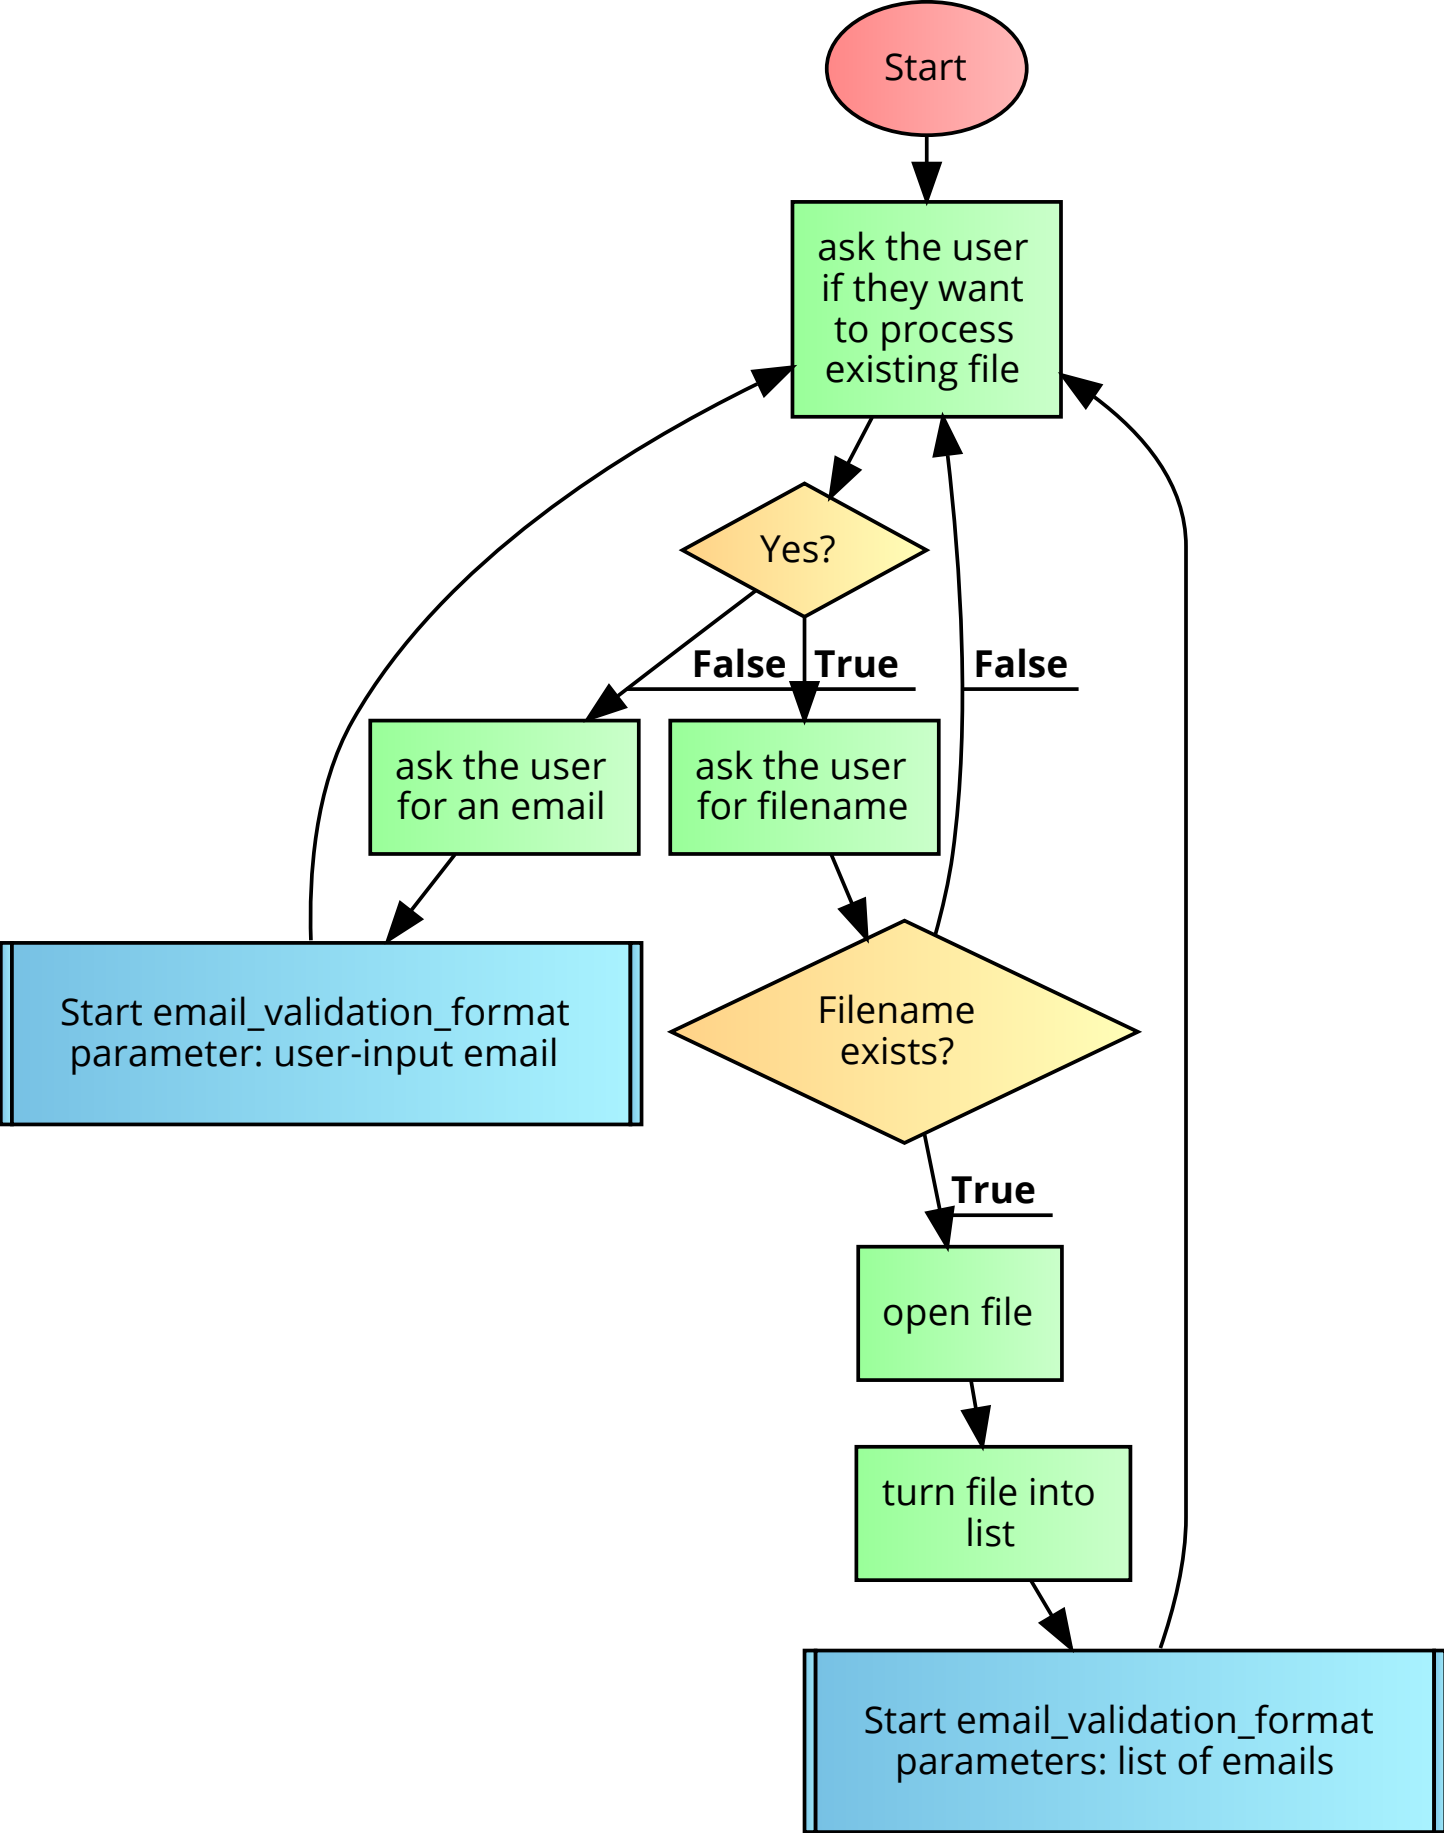 Start
ask the user
if they want
to process
existing file
Yes?
False
True
False
ask the user
for an email
ask the user
for filename
Start email_validation_format
parameter: user-input email
Filename
exists?
True
open file
turn file into
list
Start email_validation_format
parameters: list of emails